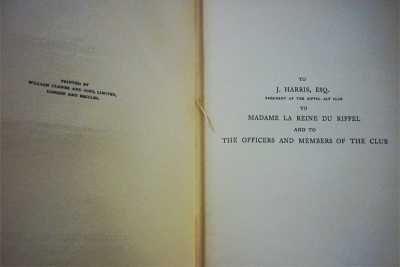 PRINTED BY
WILLIAM CLOWES AND SONS, LIMITED,
LONDON AND BECCLES.
TO
J. HARRIS, ESQ.
PRESIDENT OF THE RIFFEL ALP CLUB
TO
MADAME LA REINE DU RIFFEL
AND TO
THE OFFICERS AND MEMBERS OF THE CLUB